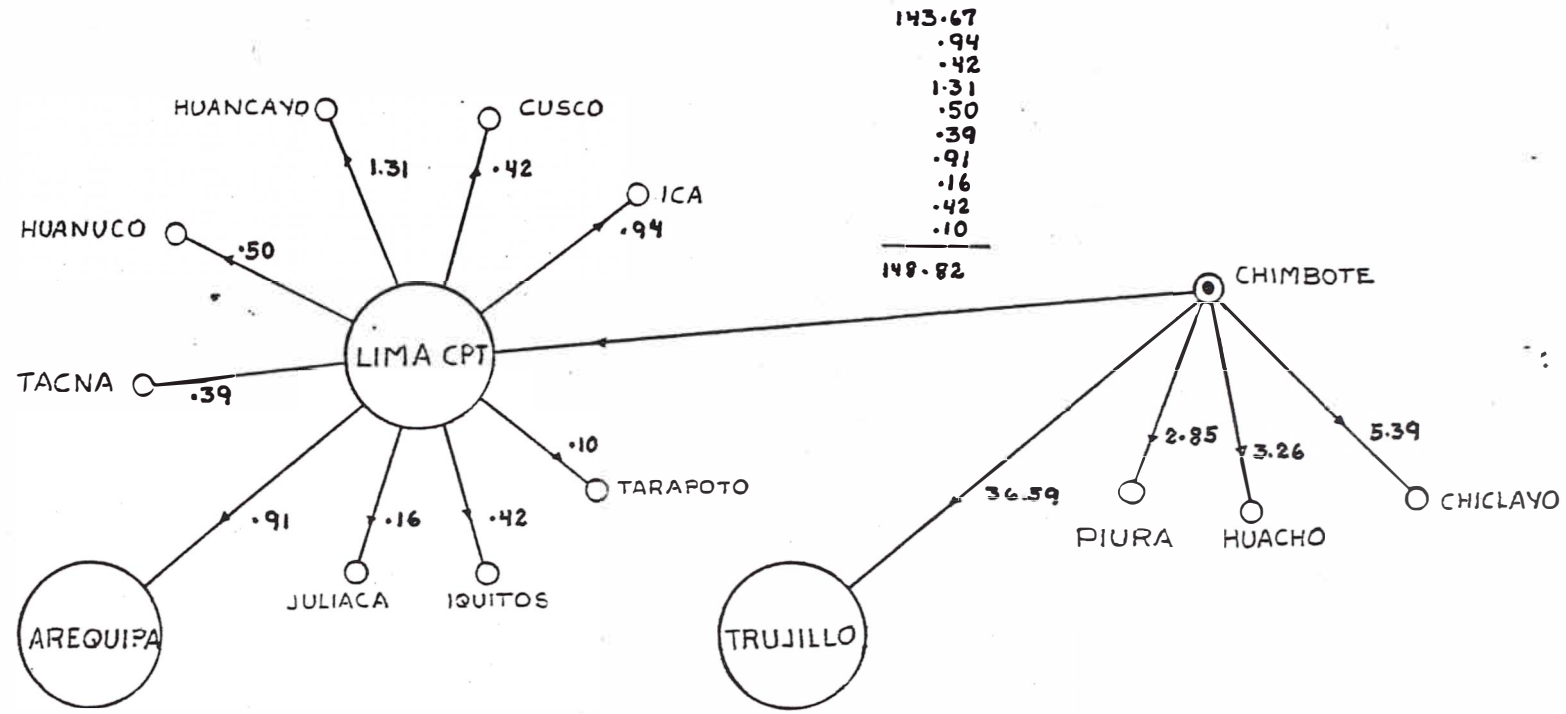 143.67
.94
.42
1.31
.50
.39
.91
.16
.42
.10
148.82
HUANCAYO
CUSCO
1.31
.42
ICA
.94
HUANUCO
.50
CHIMBOTE
LIMA CPT
TACNA
.39
.10
TARAPOTO
5.39
2.85
3.26
36.59
CHICLAYO
.91
.16
.42
PIURA
HUACHO
JULIACA
IQUITOS
AREQUIPA
TRUJILLO